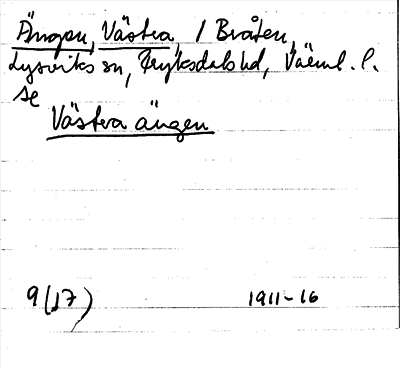 Ängen, Västra, / Bråten,
Lysviks sn, Fryksdals hd, Värml. l.
se
Västra ängen
9(17) 1911-16